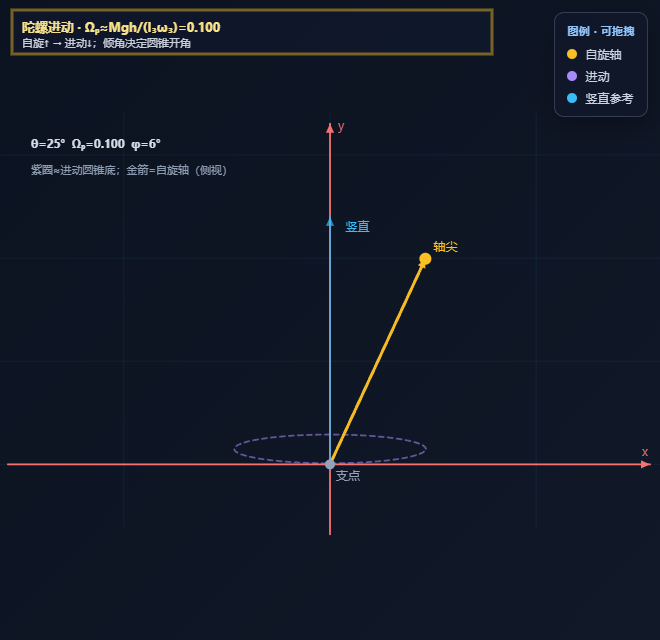 陀螺进动 · Ωₚ≈Mgh/(I₃ω₃)=0.100
自旋↑ → 进动↓；倾角决定圆锥开角
图例 · 可拖拽
自旋轴
进动
竖直参考
y
θ=25° Ωₚ=0.100 φ=6°
紫圈≈进动圆锥底；金箭=自旋轴（侧视）
竖直
轴尖
x
支点